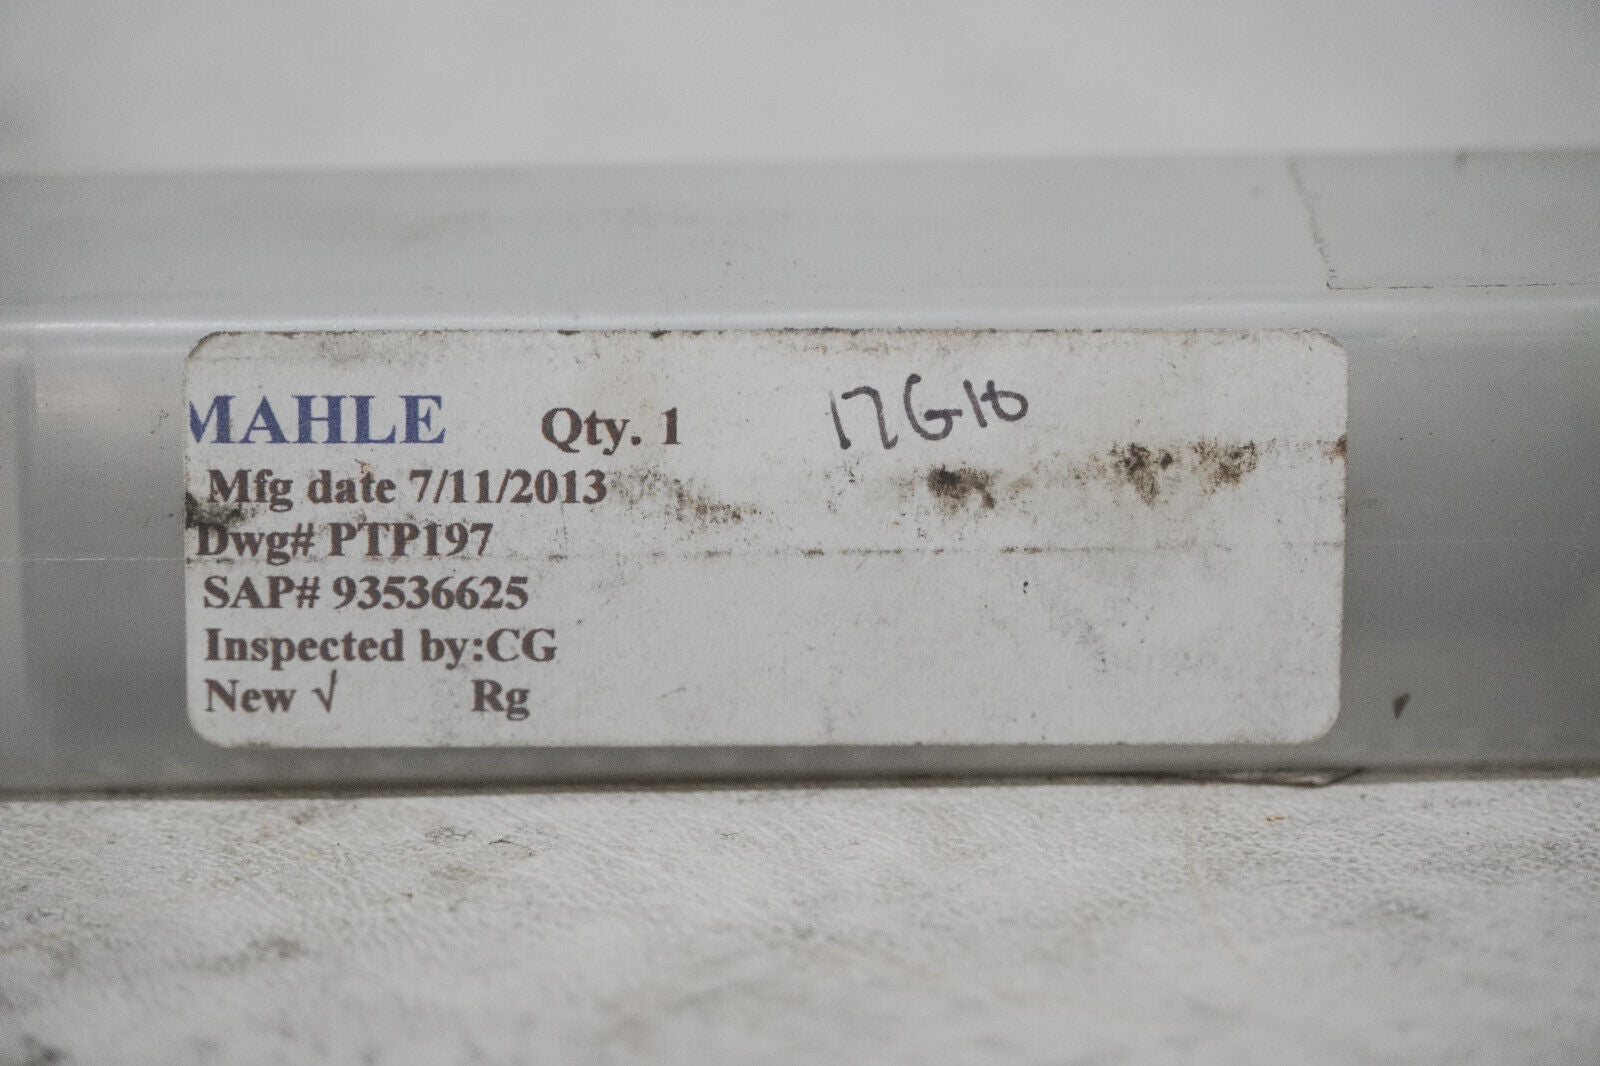 MAHLE Qty. 1 17G10
Mfg date 7/11/2013
Dwg# PTP197
SAP# 93536625
Inspected by:CG
New √ Rg